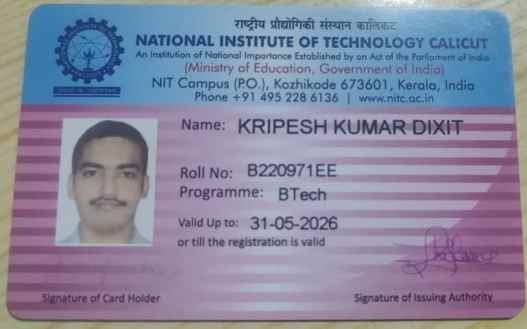 राष्ट्रीय प्रौद्योगिकी संस्थान कालिकट
NATIONAL INSTITUTE OF TECHNOLOGY CALICUT
An Institution of National Importance Established by an Act of the Parliament of India
(Ministry of Education, Government of India)
NIT Campus (P.O.), Kozhikode 673601, Kerala, India
Phone +91 495 228 6136 | www.nitc.ac.in
Name: KRIPESH KUMAR DIXIT
Roll No: B220971EE
Programme: BTech
Valid Up to: 31-05-2026
or till the registration is valid
Signature of Card Holder
Signature of Issuing Authority